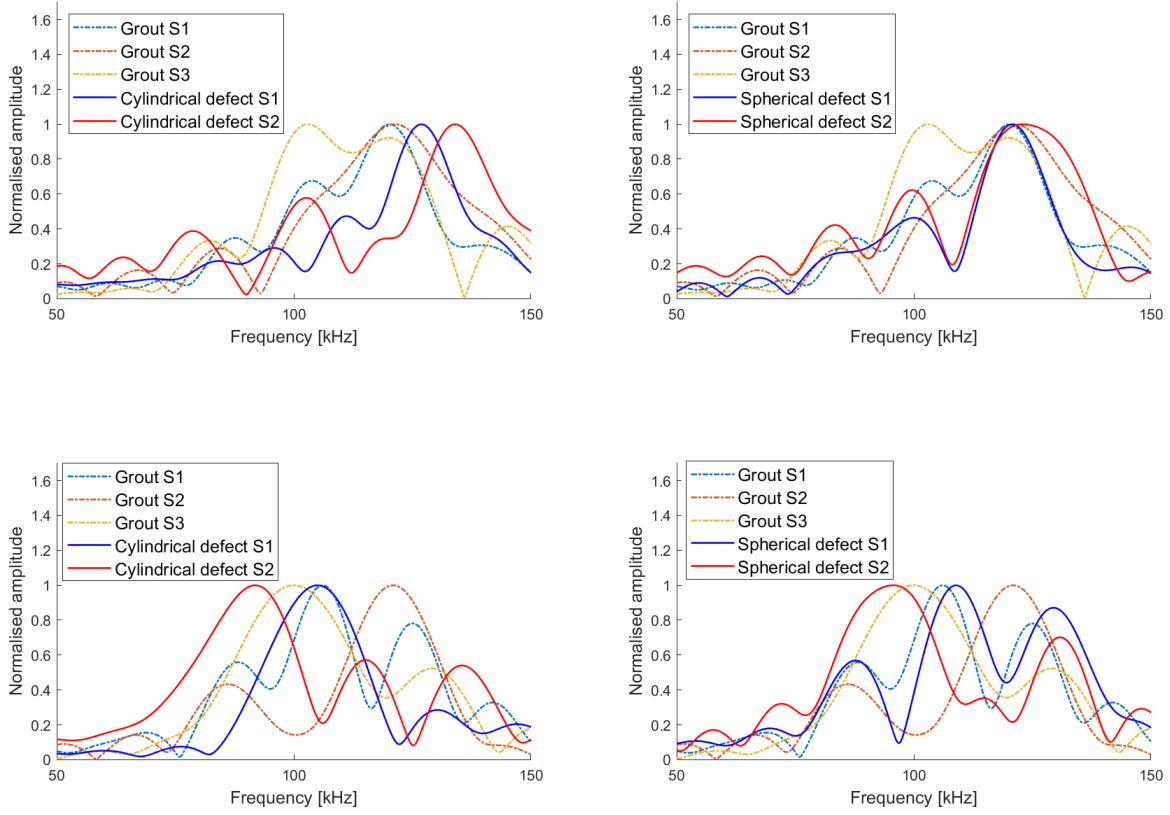 1.6
1.4
1.2
1
0.8
0.6
0.4
0.2
0
Normalised amplitude
Grout S1
Grout S2
Grout S3
Cylindrical defect S1
Cylindrical defect S2
50
100
150
Frequency [kHz]
1.6
1.4
1.2
1
0.8
0.6
0.4
0.2
0
Normalised amplitude
Grout S1
Grout S2
Grout S3
Spherical defect S1
Spherical defect S2
50
100
150
Frequency [kHz]
1.6
1.4
1.2
1
0.8
0.6
0.4
0.2
0
Normalised amplitude
Grout S1
Grout S2
Grout S3
Cylindrical defect S1
Cylindrical defect S2
50
100
150
Frequency [kHz]
1.6
1.4
1.2
1
0.8
0.6
0.4
0.2
0
Normalised amplitude
Grout S1
Grout S2
Grout S3
Spherical defect S1
Spherical defect S2
50
100
150
Frequency [kHz]